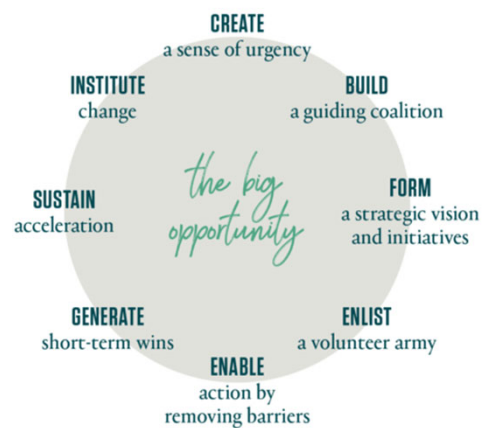 CREATE
a sense of urgency
BUILD
a guiding coalition
FORM
a strategic vision
and initiatives
ENLIST
a volunteer army
ENABLE
action by
removing barriers
GENERATE
short-term wins
SUSTAIN
acceleration
INSTITUTE
change
the big
opportunity